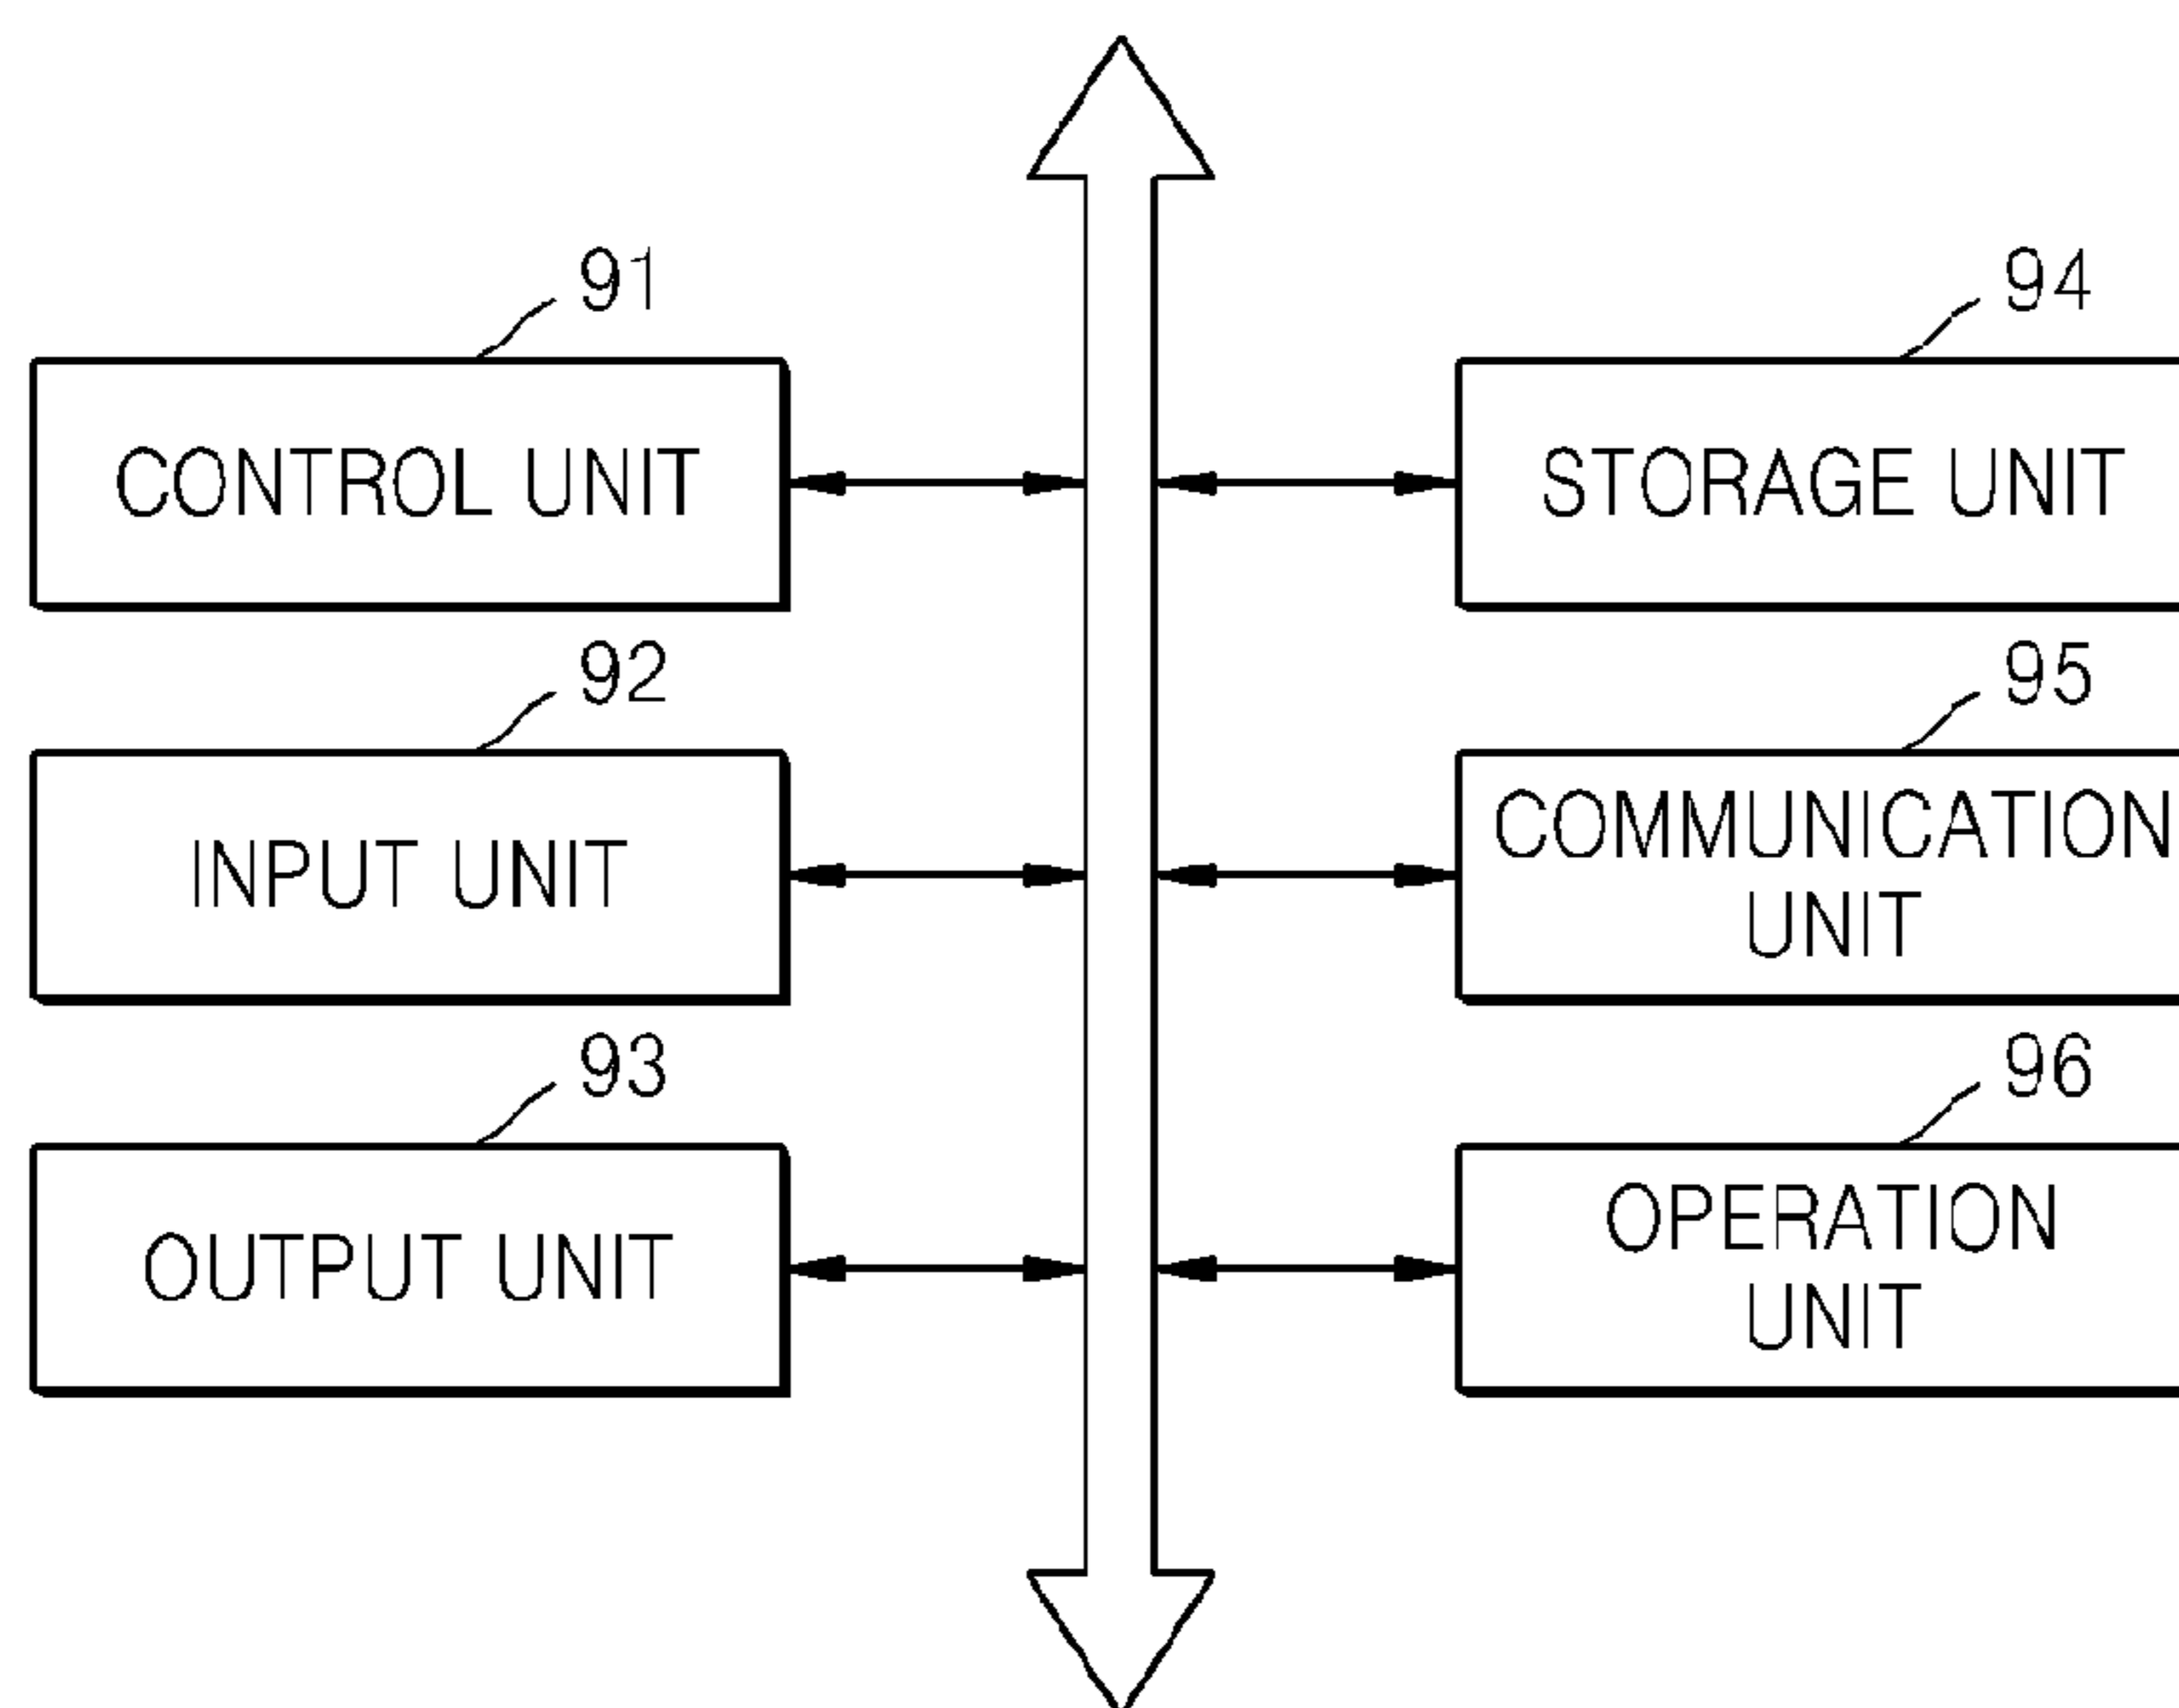 91
CONTROL UNIT
92
INPUT UNIT
93
OUTPUT UNIT
94
STORAGE UNIT
95
COMMUNICATION
UNIT
96
OPERATION
UNIT